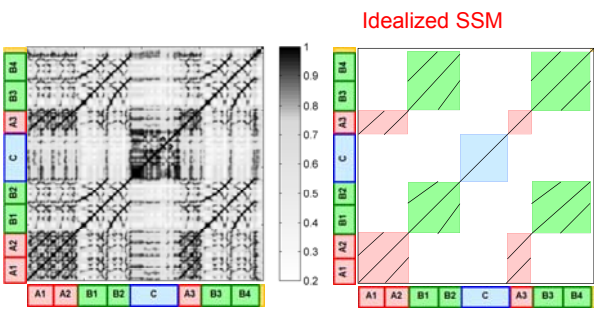 Idealized SSM
B4
B3
A3
C
B2
B1
A2
A1
1
0.9
0.8
0.7
0.6
0.5
0.4
0.3
0.2
B4
B3
A3
C
B2
B1
A2
A1
A1 A2 B1 B2 C A3 B3 B4
A1 A2 B1 B2 C A3 B3 B4